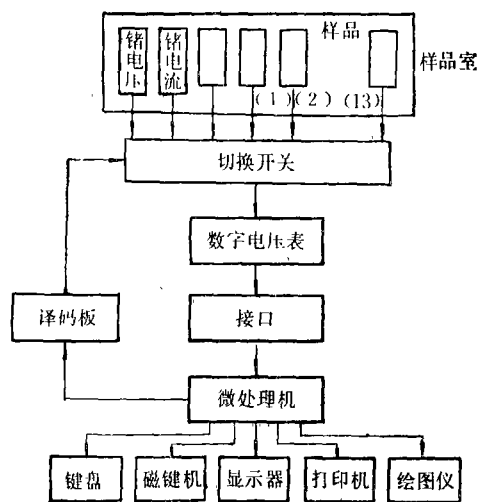 样品
锗电压
锗电流
样品室
(1)(2) (13)
切换开关
数字电压表
译码板
接口
微处理机
键盘
磁键机
显示器
打印机
绘图仪